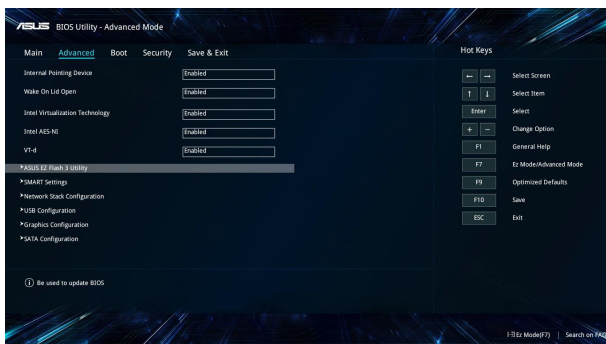 ASUS BIOS Utility - Advanced Mode
Main Advanced Boot Security Save & Exit
Internal Pointing Device Enabled
Wake On Lid Open Enabled
Intel Virtualization Technology Enabled
Intel AES-NI Enabled
VT-d Enabled
ASUS EZ Flash 3 Utility
SMART Settings
Network Stack Configuration
USB Configuration
Graphics Configuration
SATA Configuration
Be used to update BIOS
Hot Keys
← → Select Screen
↑ ↓ Select Item
Enter Select
+ − Change Option
F1 General Help
F7 Ez Mode/Advanced Mode
F9 Optimized Defaults
F10 Save
ESC Exit
Ez Mode(F7) | Search on FAQ